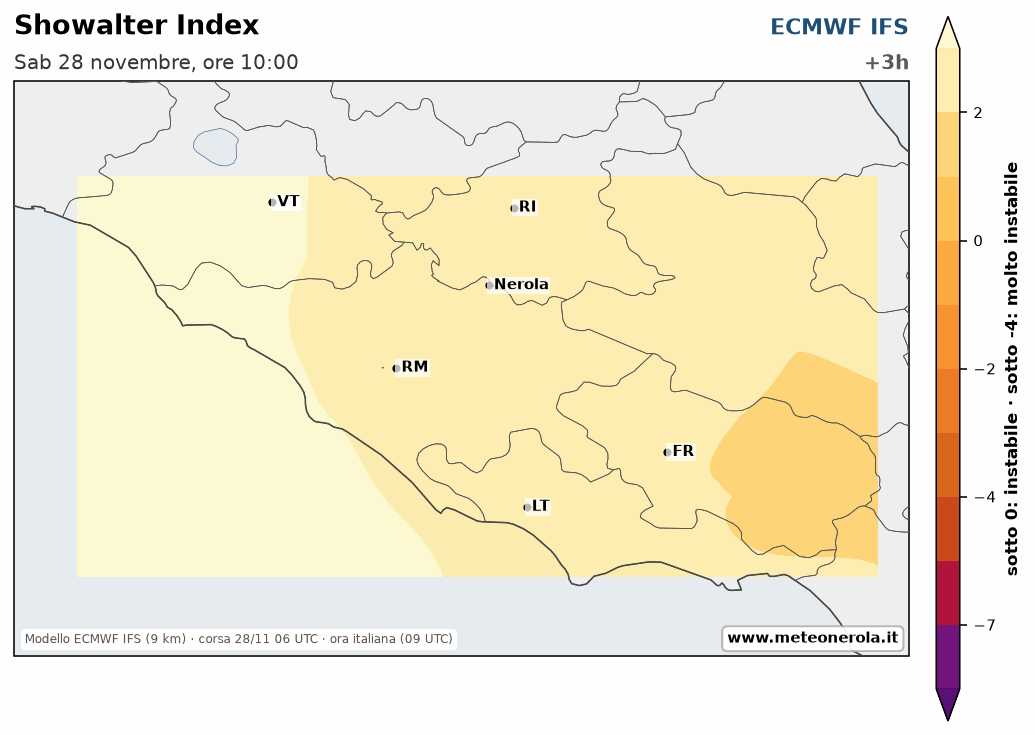 Showalter Index
ECMWF IFS
Sab 28 novembre, ore 10:00
+3h
VT
RI
Nerola
RM
FR
LT
2
0
−2
−4
−7
sotto 0: instabile · sotto -4: molto instabile
Modello ECMWF IFS (9 km) · corsa 28/11 06 UTC · ora italiana (09 UTC)
www.meteonerola.it